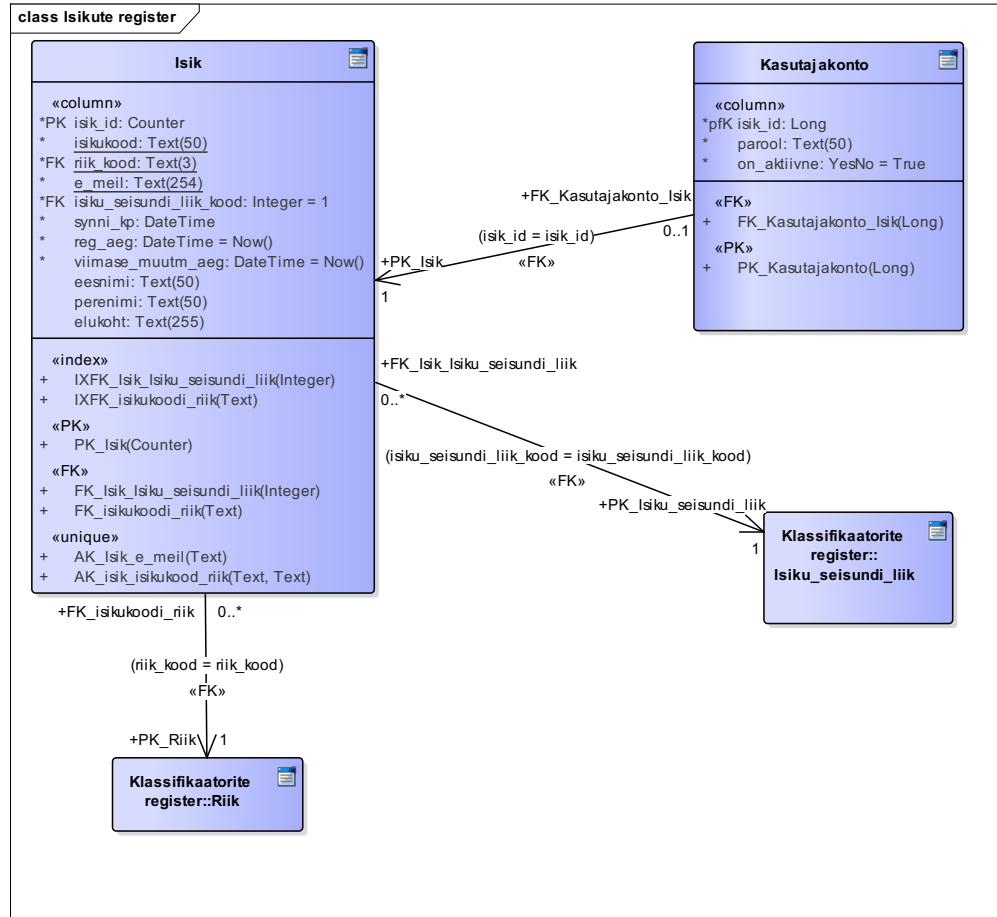 class Isikute register
Isik
«column»
*PK isik_id: Counter
* isikukood: Text(50)
*FK riik_kood: Text(3)
* e_meil: Text(254)
*FK isiku_seisundi_liik_kood: Integer = 1
* synni_kp: DateTime
* reg_aeg: DateTime = Now()
* viimase_muutm_aeg: DateTime = Now()
eesnimi: Text(50)
perenimi: Text(50)
elukoht: Text(255)
«index»
+ IXFK_Isik_Isiku_seisundi_liik(Integer)
+ IXFK_isikukoodi_riik(Text)
«PK»
+ PK_Isik(Counter)
«FK»
+ FK_Isik_Isiku_seisundi_liik(Integer)
+ FK_isikukoodi_riik(Text)
«unique»
+ AK_Isik_e_meil(Text)
+ AK_isik_isikukood_riik(Text, Text)
Kasutajakonto
«column»
*pfK isik_id: Long
* parool: Text(50)
* on_aktiivne: YesNo = True
«FK»
+ FK_Kasutajakonto_Isik(Long)
«PK»
+ PK_Kasutajakonto(Long)
+FK_Kasutajakonto_Isik
0..1
(isik_id = isik_id)
«FK»
+PK_Isik
1
+FK_Isik_Isiku_seisundi_liik
0..*
(isiku_seisundi_liik_kood = isiku_seisundi_liik_kood)
«FK»
+PK_Isiku_seisundi_liik
1
Klassifikaatorite
register::
Isiku_seisundi_liik
+FK_isikukoodi_riik 0..*
(riik_kood = riik_kood)
«FK»
+PK_Riik 1
Klassifikaatorite
register::Riik